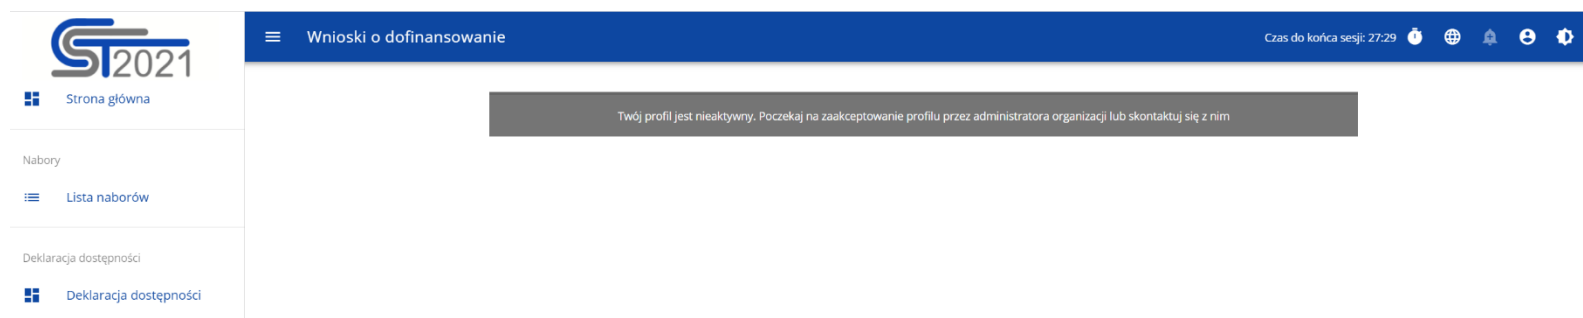 CST2021
Wnioski o dofinansowanie
Czas do końca sesji: 27:29
Strona główna
Twój profil jest nieaktywny. Poczekaj na zaakceptowanie profilu przez administratora organizacji lub skontaktuj się z nim
Nabory
Lista naborów
Deklaracja dostępności
Deklaracja dostępności